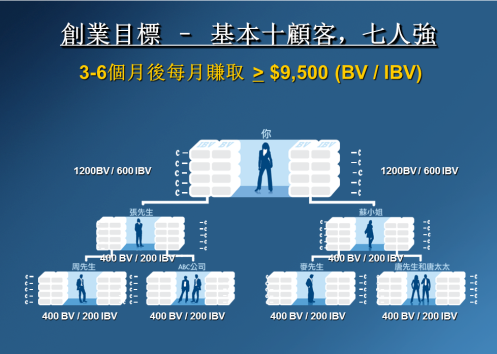 創業目標 – 基本十顧客，七人強
3-6個月後每月賺取 > $9,500 (BV / IBV)
你
1200BV / 600 IBV
1200BV / 600 IBV
張先生
蘇小姐
400 BV / 200 IBV
400 BV / 200 IBV
周先生
ABC公司
麥先生
唐先生和唐太太
400 BV / 200 IBV
400 BV / 200 IBV
400 BV / 200 IBV
400 BV / 200 IBV